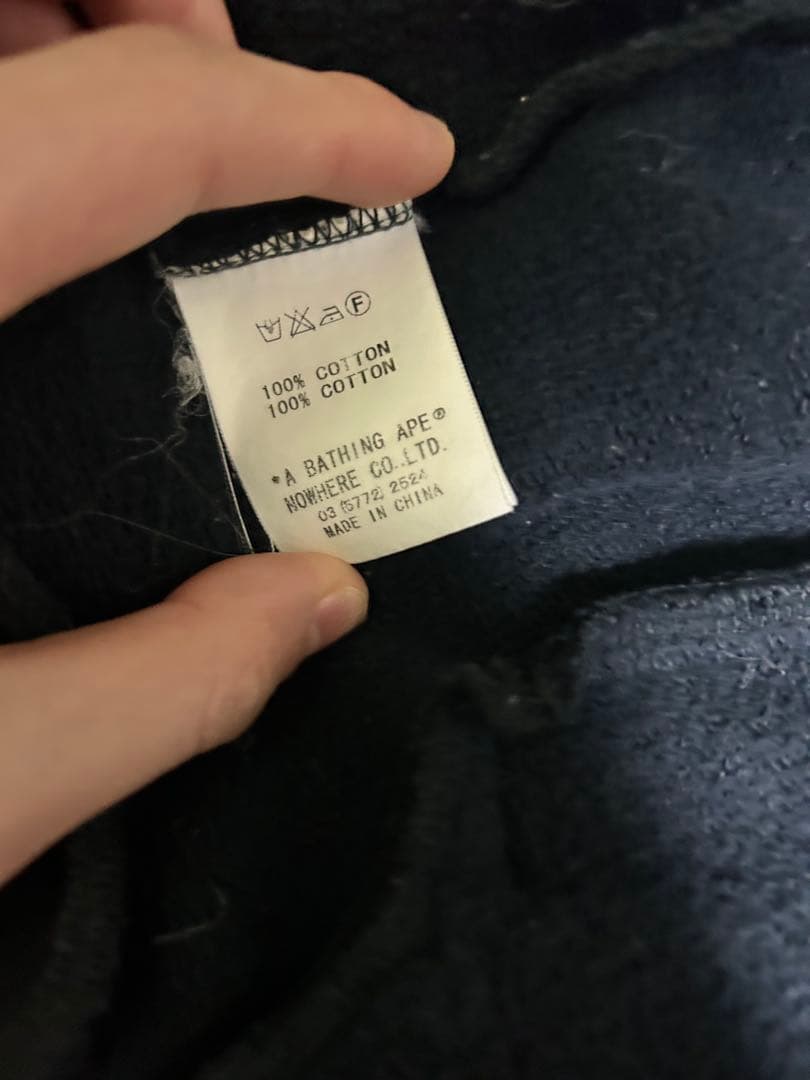 F
100% COTTON
100% COTTON
*A BATHING APE®
NOWHERE CO.,LTD.
03 (5772) 2524
MADE IN CHINA